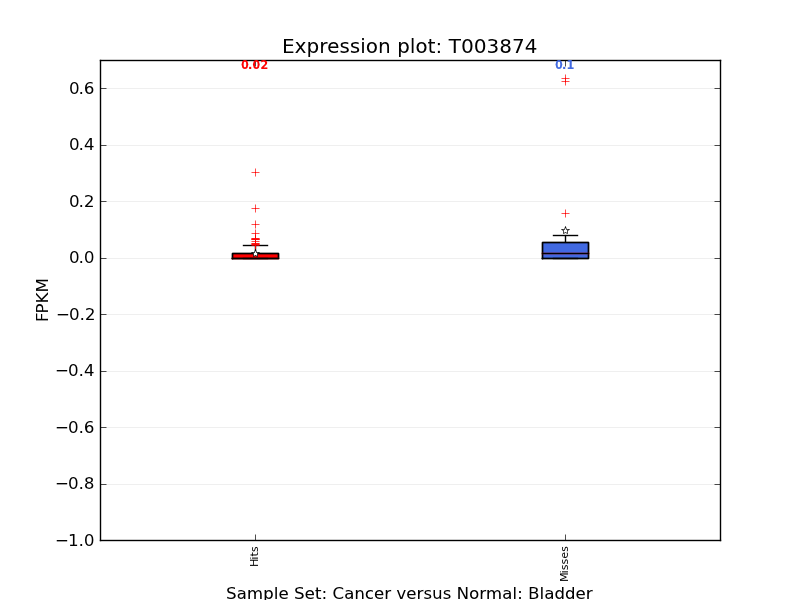 Expression plot: T003874
0.02
0.1
0.6
0.4
0.2
0.0
−0.2
−0.4
−0.6
−0.8
−1.0
FPKM
Hits
Misses
Sample Set: Cancer versus Normal: Bladder